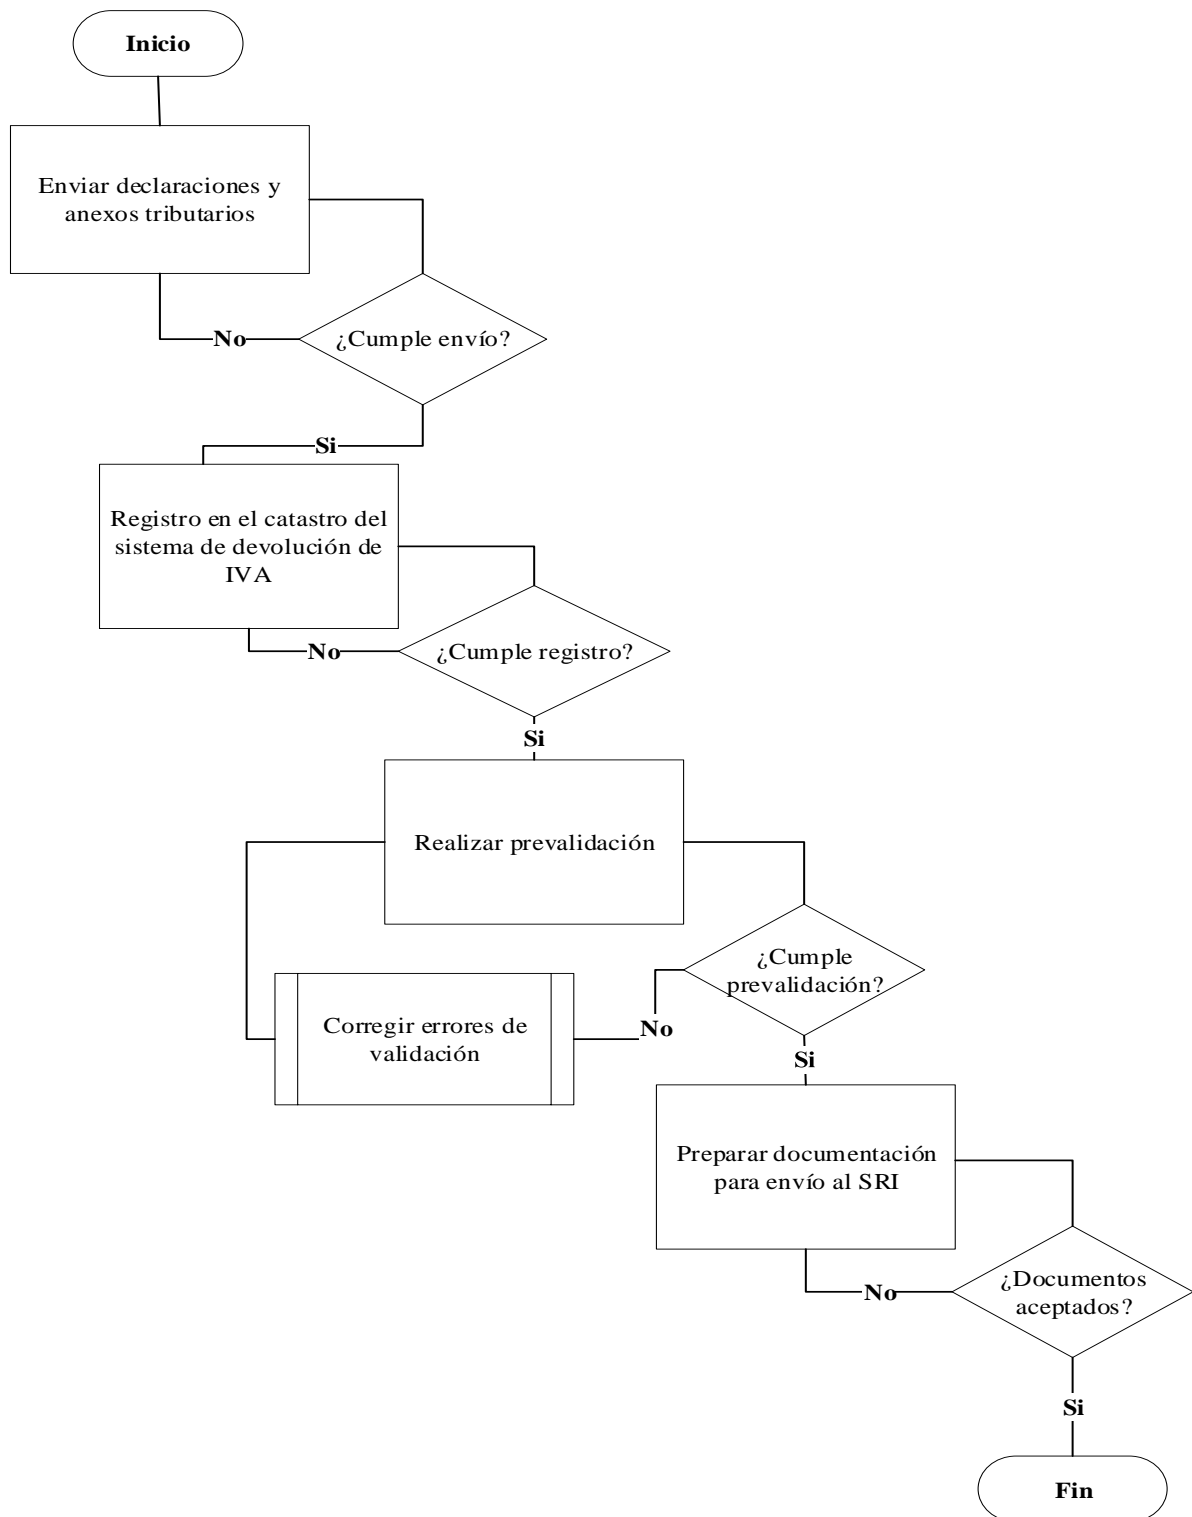 Inicio
Enviar declaraciones y
anexos tributarios
No
¿Cumple envío?
Si
Registro en el catastro del
sistema de devolución de
IVA
No
¿Cumple registro?
Si
Realizar prevalidación
¿Cumple
prevalidación?
Corregir errores de
validación
No
Si
Preparar documentación
para envío al SRI
¿Documentos
aceptados?
No
Si
Fin